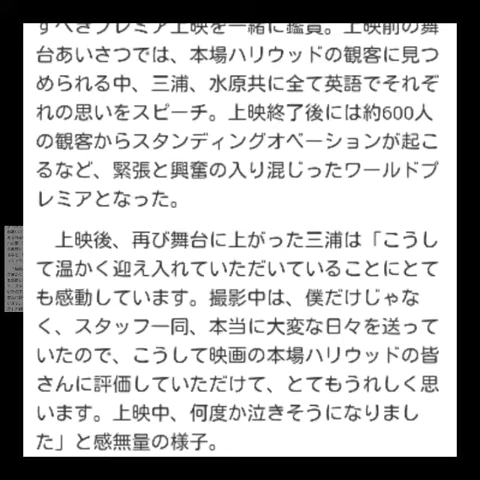 すべきプレミア上映を一緒に鑑賞。上映前の舞
台あいさつでは、本場ハリウッドの観客に見つ
められる中、三浦、水原共に全て英語でそれぞ
れの思いをスピーチ。上映終了後には約600人
の観客からスタンディングオベーションが起こ
るなど、緊張と興奮の入り混じったワールドプ
レミアとなった。
上映後、再び舞台に上がった三浦は「こうし
て温かく迎え入れていただいていることにとて
も感動しています。撮影中は、僕だけじゃな
く、スタッフ一同、本当に大変な日々を送って
いたので、こうして映画の本場ハリウッドの皆
さんに評価していただけて、とてもうれしく思
います。上映中、何度か泣きそうになりまし
た」と感無量の様子。